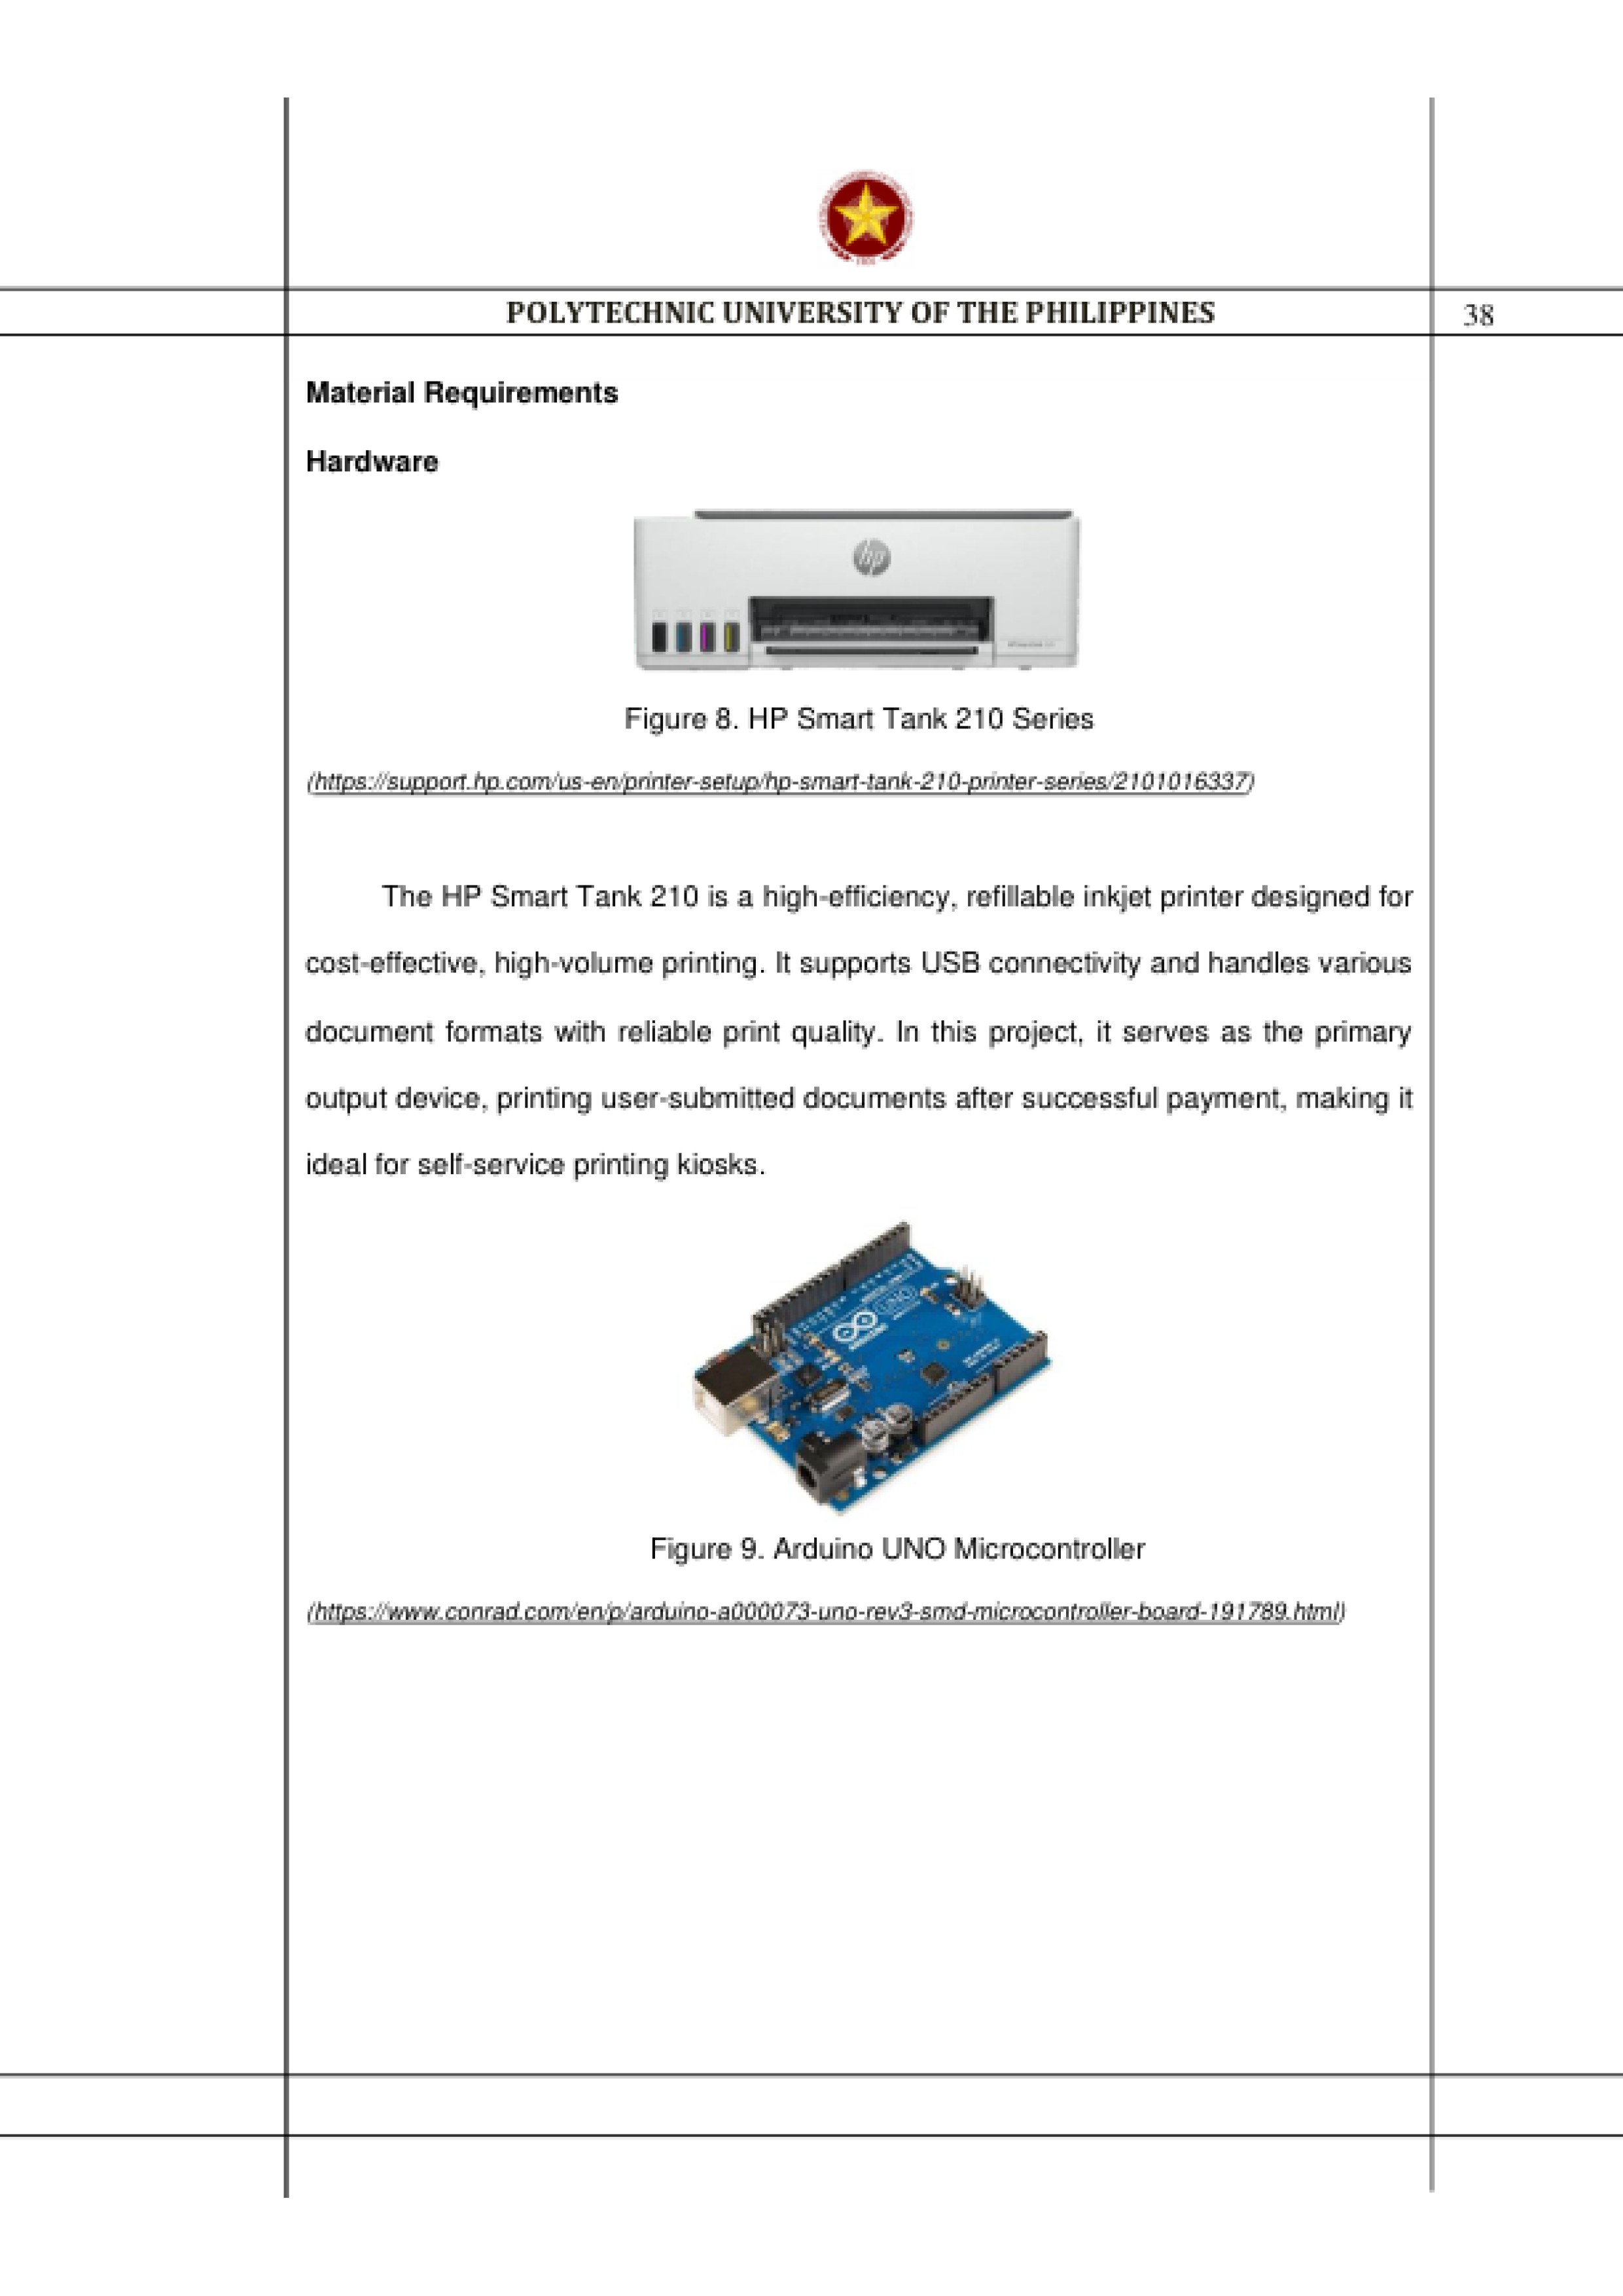 POLYTECHNIC UNIVERSITY OF THE PHILIPPINES
38
Material Requirements
Hardware
hp
Figure 8. HP Smart Tank 210 Series
(https://support.hp.com/us-en/printer-setup/hp-smart-tank-210-printer-series/2101016337)
The HP Smart Tank 210 is a high-efficiency, refillable inkjet printer designed for
cost-effective, high-volume printing. It supports USB connectivity and handles various
document formats with reliable print quality. In this project, it serves as the primary
output device, printing user-submitted documents after successful payment, making it
ideal for self-service printing kiosks.
UNO
ARDUINO
Figure 9. Arduino UNO Microcontroller
(https://www.conrad.com/en/p/arduino-a000073-uno-rev3-smd-microcontroller-board-191789.html)